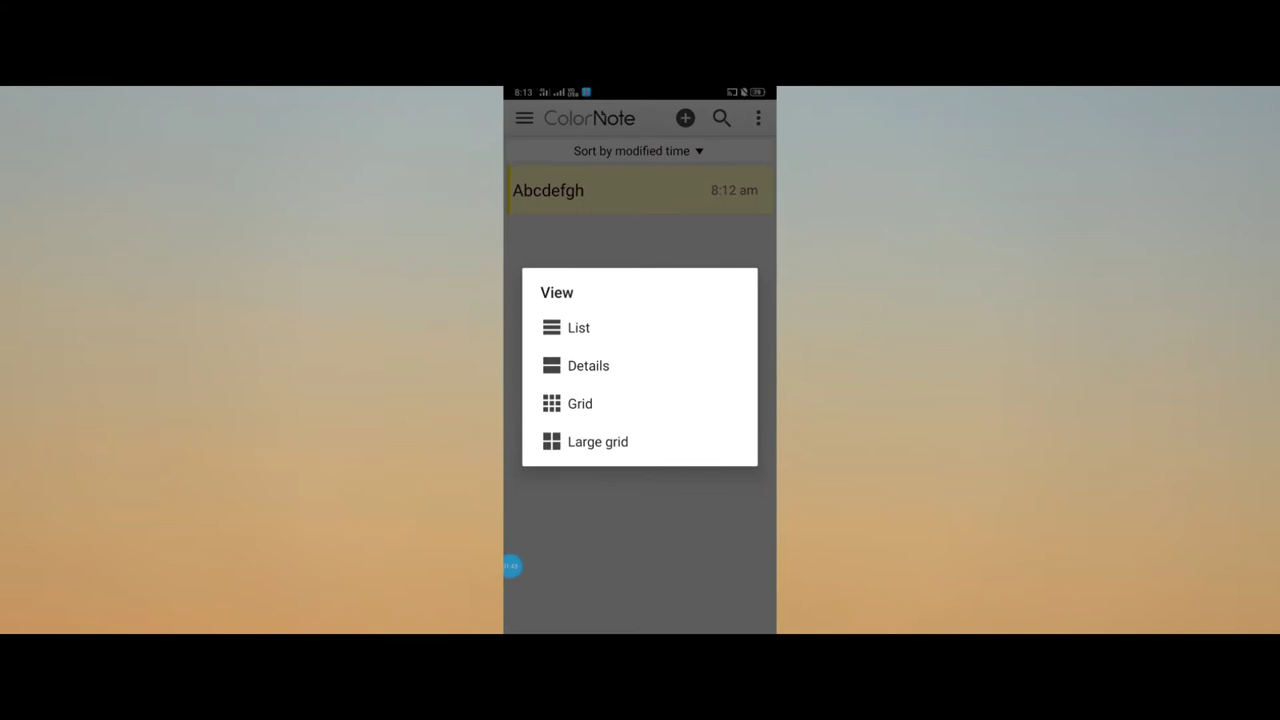 8:13
ColorNote
Sort by modified time
Abcdefgh
8:12 am
View
List
Details
Grid
Large grid